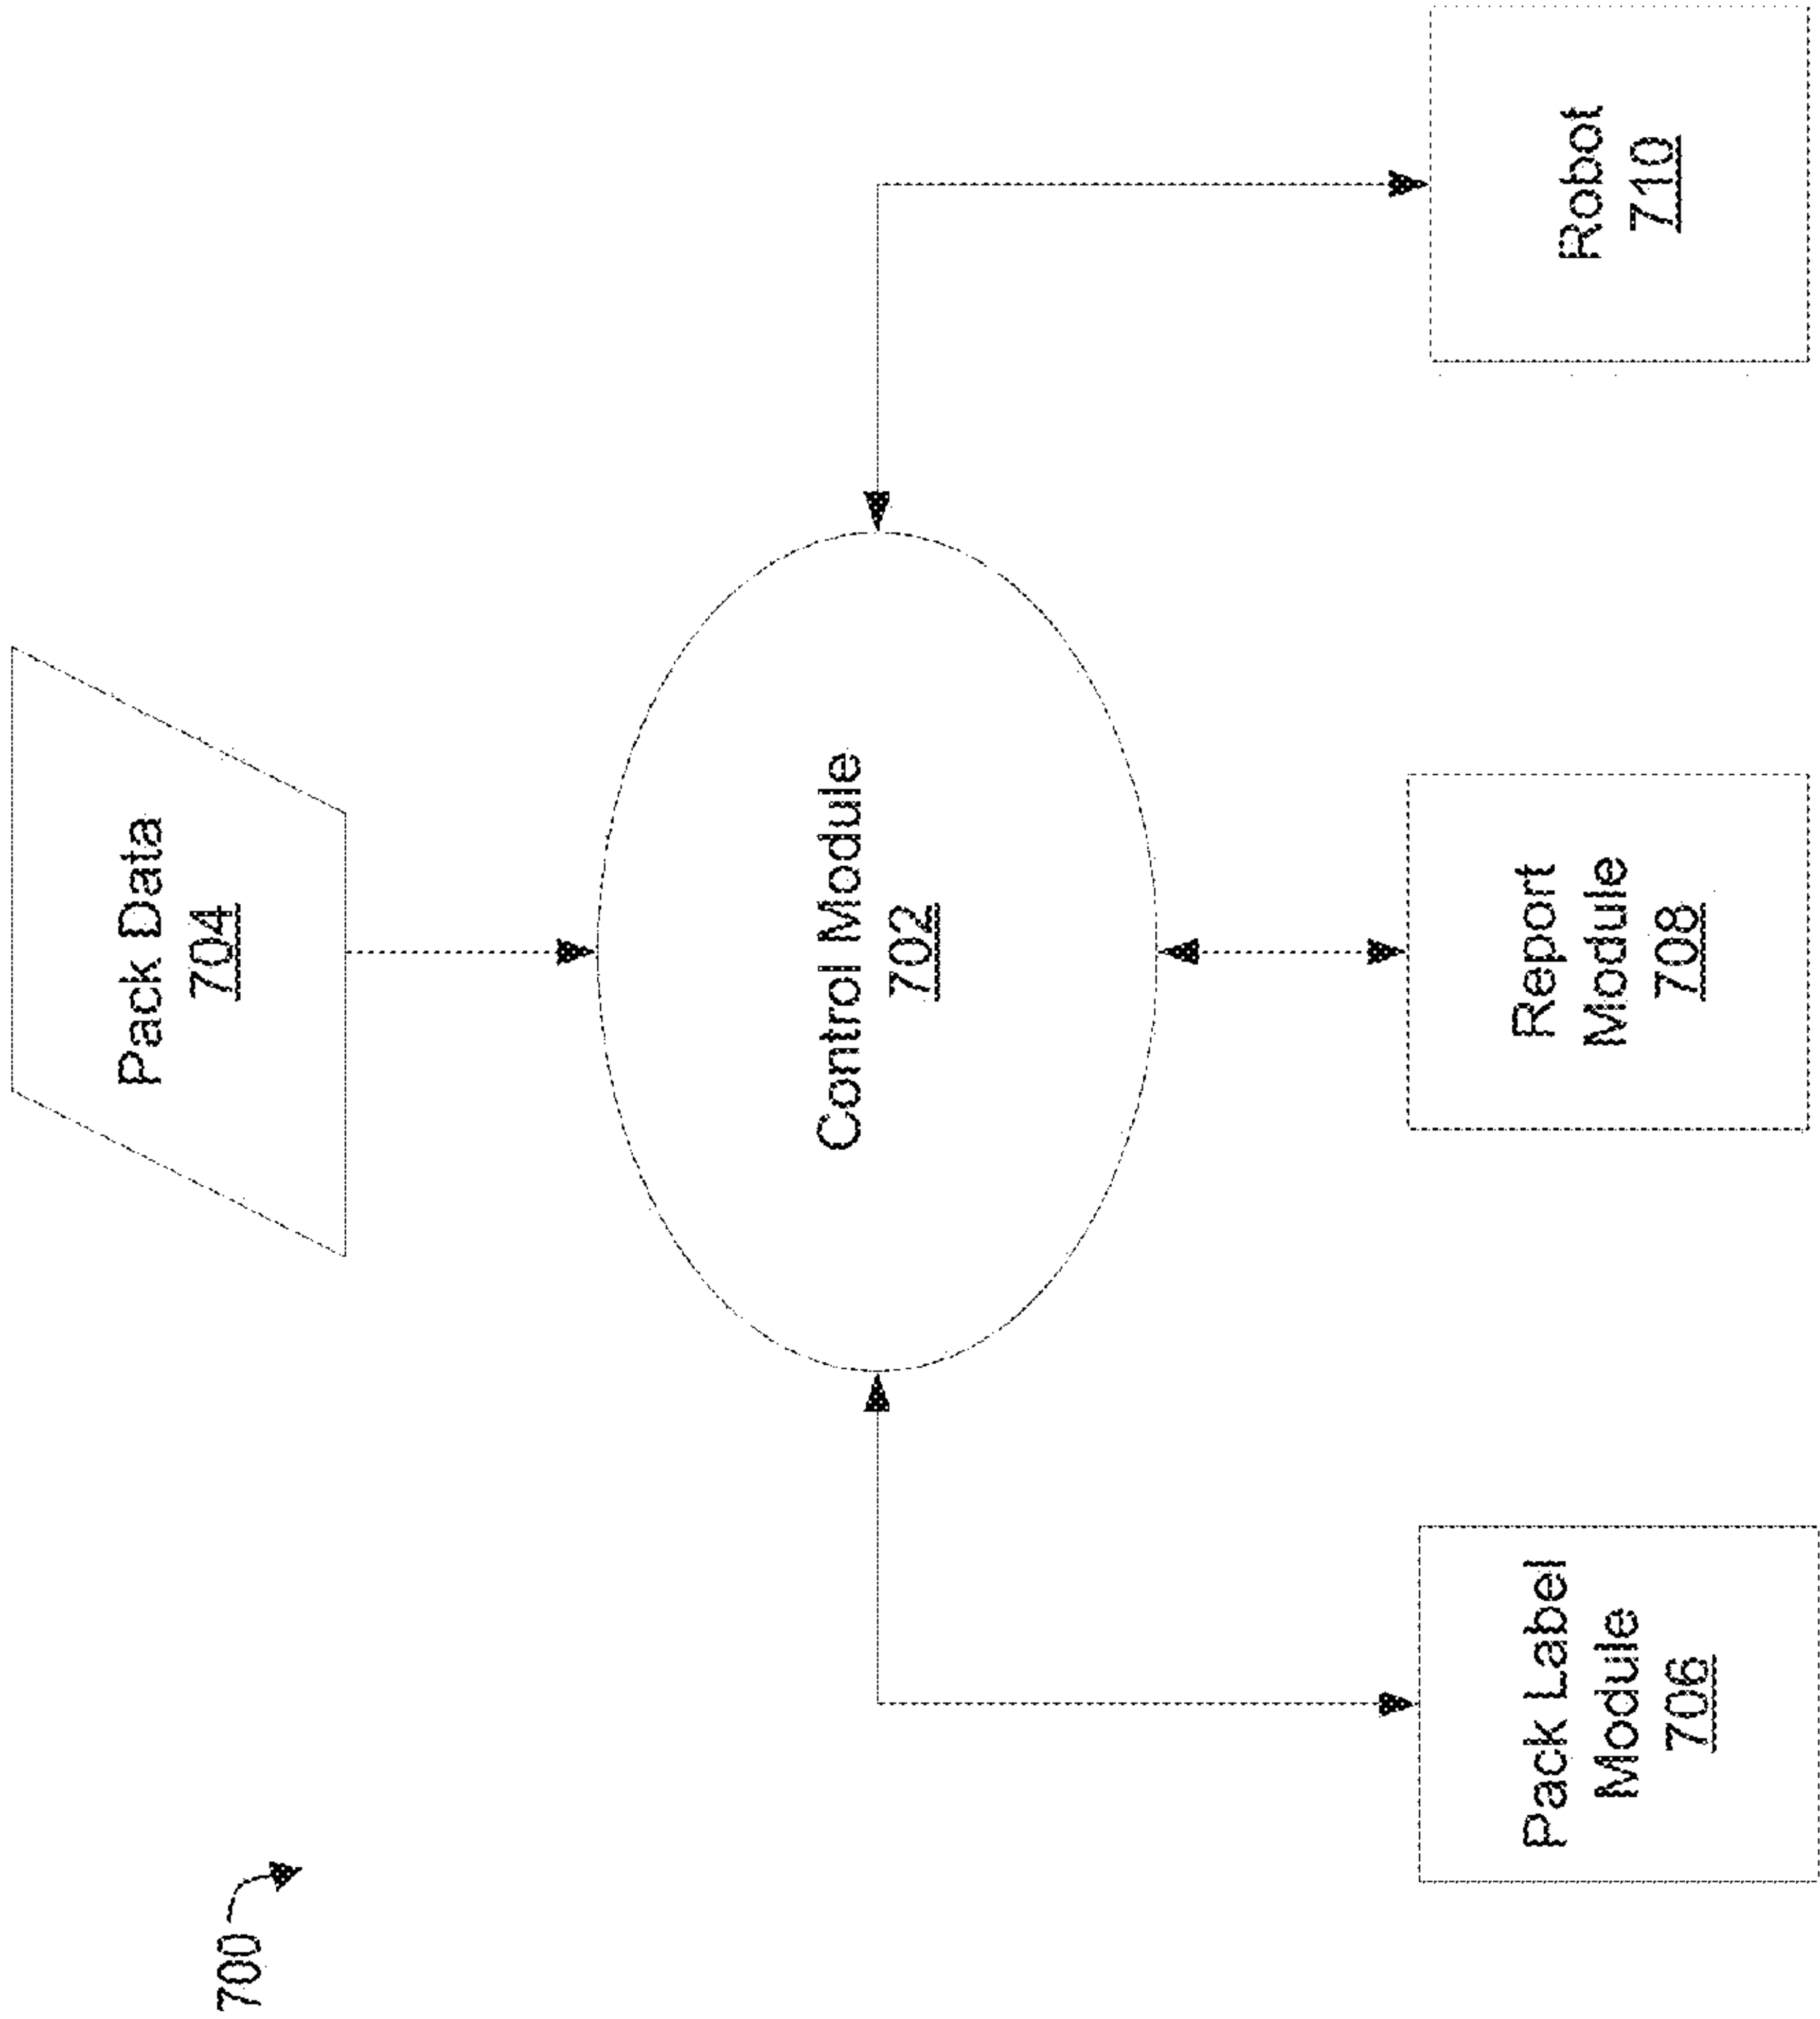 700
Pack Data
704
Control Module
702
Pack Label
Module
706
Report
Module
708
Robot
710